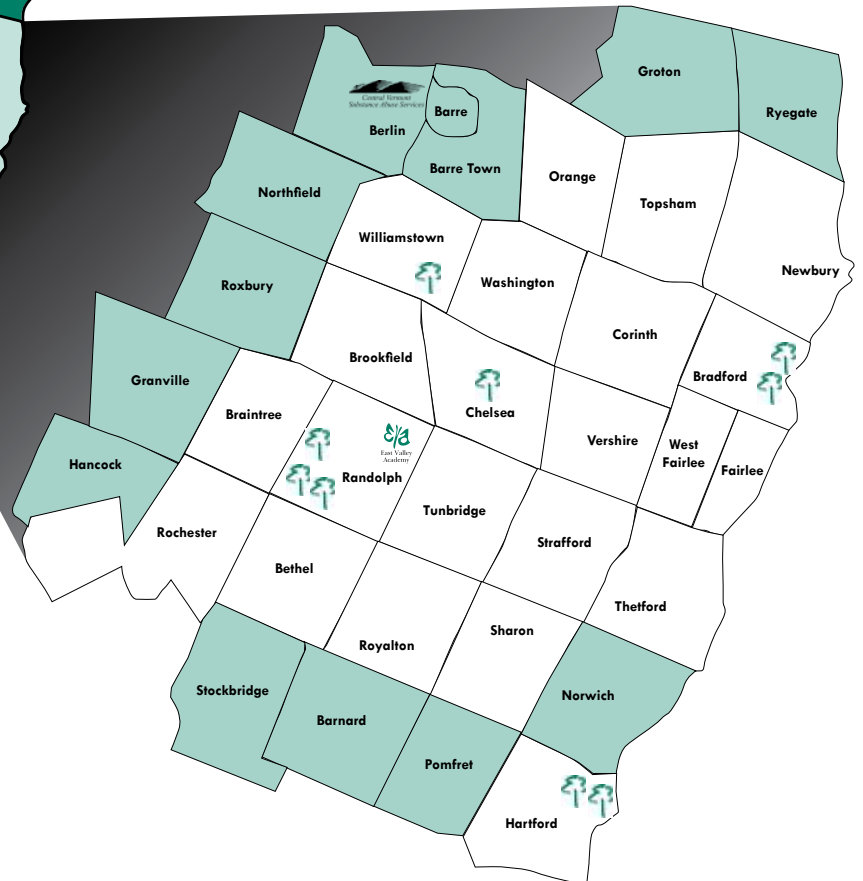 Groton
Ryegate
Central Vermont
Substance Abuse Services
Barre
Berlin
Barre Town
Orange
Northfield
Topsham
Williamstown
Newbury
Washington
Roxbury
Corinth
Brookfield
Bradford
Granville
Chelsea
Braintree
Vershire
West
Fairlee
East Valley
Academy
Hancock
Fairlee
Randolph
Tunbridge
Rochester
Strafford
Bethel
Thetford
Sharon
Royalton
Stockbridge
Norwich
Barnard
Pomfret
Hartford